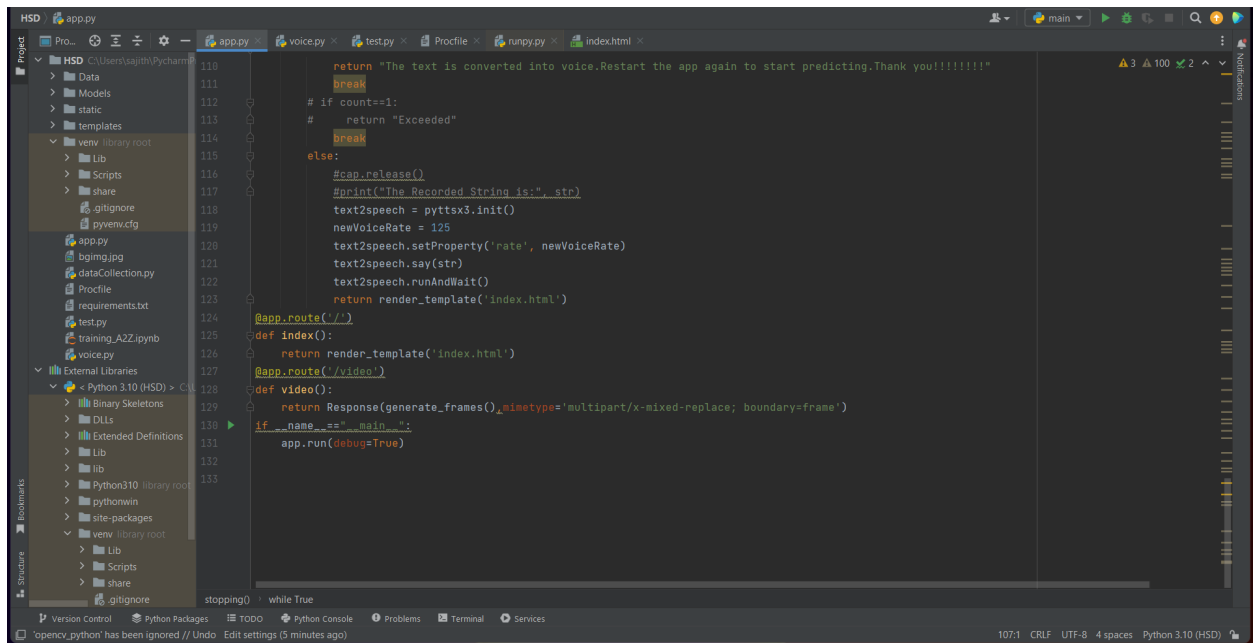 HSD
app.py
main
Project
Pro...
app.py
voice.py
test.py
Procfile
runpy.py
index.html
Notifications
HSD C:\Users\sajith\PycharmP
Data
Models
static
templates
venv library root
Lib
Scripts
share
.gitignore
pyvenv.cfg
app.py
bgimg.jpg
dataCollection.py
Procfile
requirements.txt
test.py
training_A2Z.ipynb
voice.py
External Libraries
< Python 3.10 (HSD) > C:\U
Binary Skeletons
DLLs
Extended Definitions
Lib
lib
Python310 library root
pythonwin
site-packages
venv library root
Lib
Scripts
share
.gitignore
3 100 2
110 return "The text is converted into voice.Restart the app again to start predicting.Thank you!!!!!!!!"
111 break
112 # if count==1:
113 #     return "Exceeded"
114 break
115 else:
116 #cap.release()
117 #print("The Recorded String is:", str)
118 text2speech = pyttsx3.init()
119 newVoiceRate = 125
120 text2speech.setProperty('rate', newVoiceRate)
121 text2speech.say(str)
122 text2speech.runAndWait()
123 return render_template('index.html')
124 @app.route('/')
125 def index():
126 return render_template('index.html')
127 @app.route('/video')
128 def video():
129 return Response(generate_frames(),mimetype='multipart/x-mixed-replace; boundary=frame')
130 if __name__=="__main__":
131 app.run(debug=True)
132
133
Bookmarks
Structure
stopping()
while True
Version Control
Python Packages
TODO
Python Console
Problems
Terminal
Services
'opencv_python' has been ignored // Undo Edit settings (5 minutes ago)
107:1 CRLF UTF-8 4 spaces Python 3.10 (HSD)